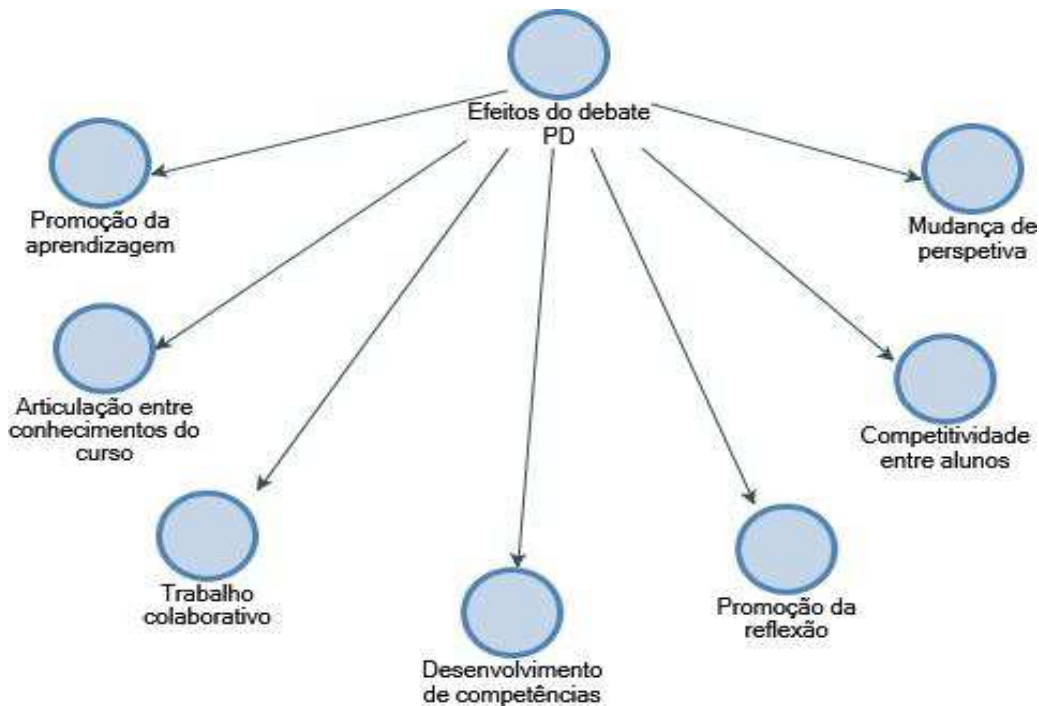 Efeitos do debate
PD
Promoção da
aprendizagem
Mudança de
perspetiva
Articulação entre
conhecimentos do
curso
Competitividade
entre alunos
Trabalho
colaborativo
Promoção da
reflexão
Desenvolvimento
de competências